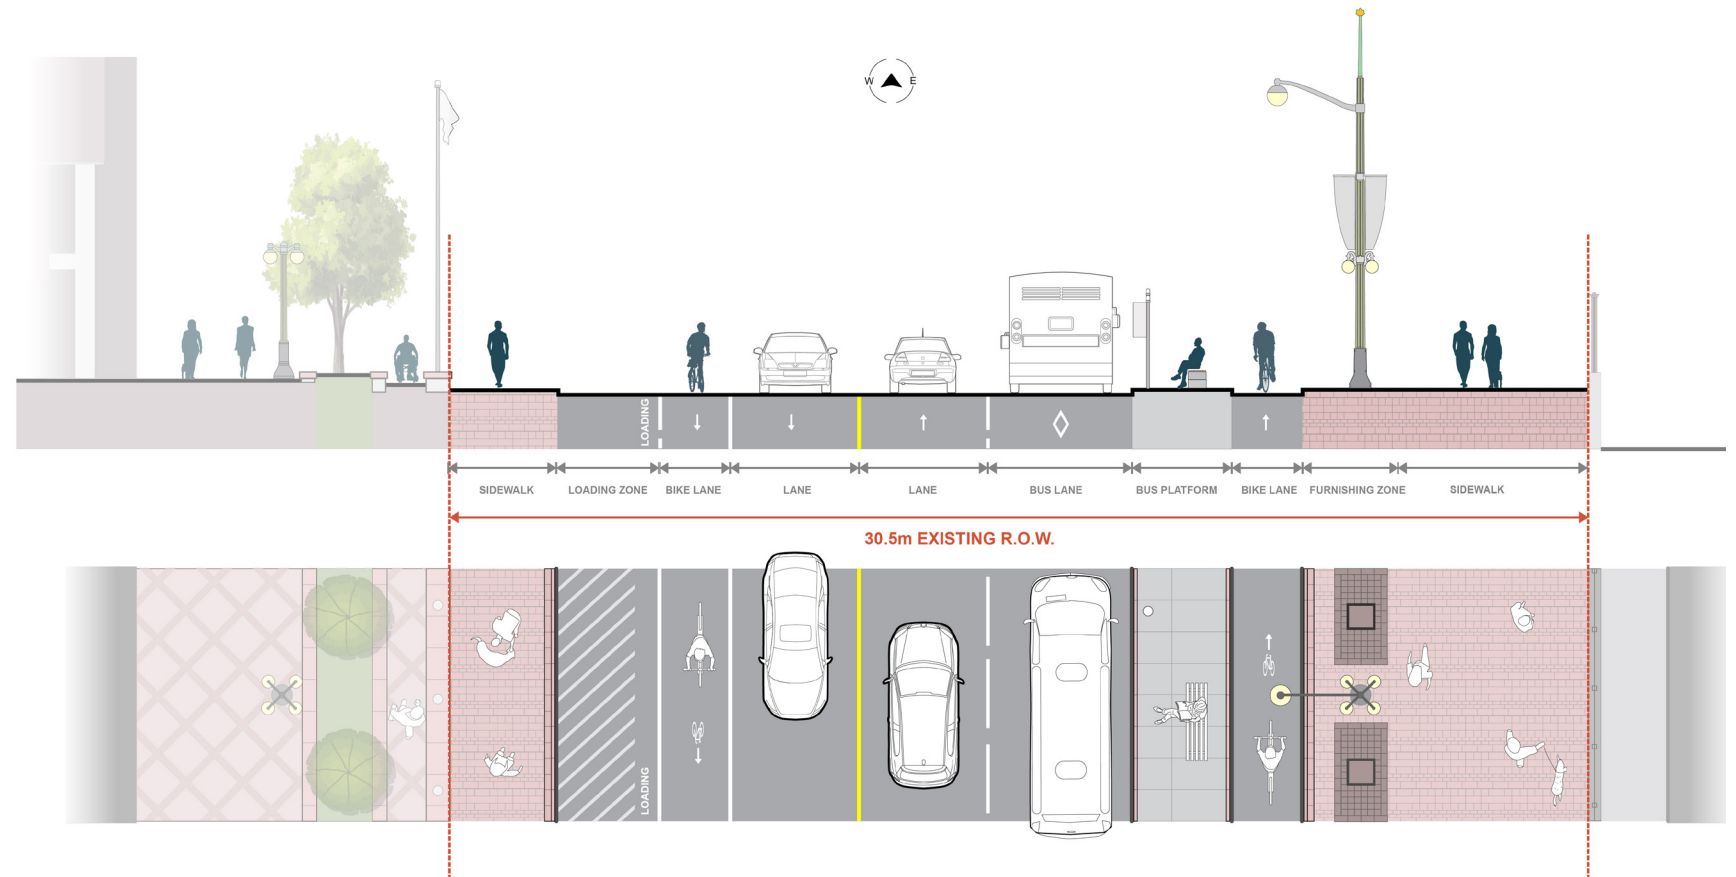 W E
LOADING
SIDEWALK LOADING ZONE BIKE LANE LANE LANE BUS LANE BUS PLATFORM BIKE LANE FURNISHING ZONE SIDEWALK
30.5m EXISTING R.O.W.
LOADING